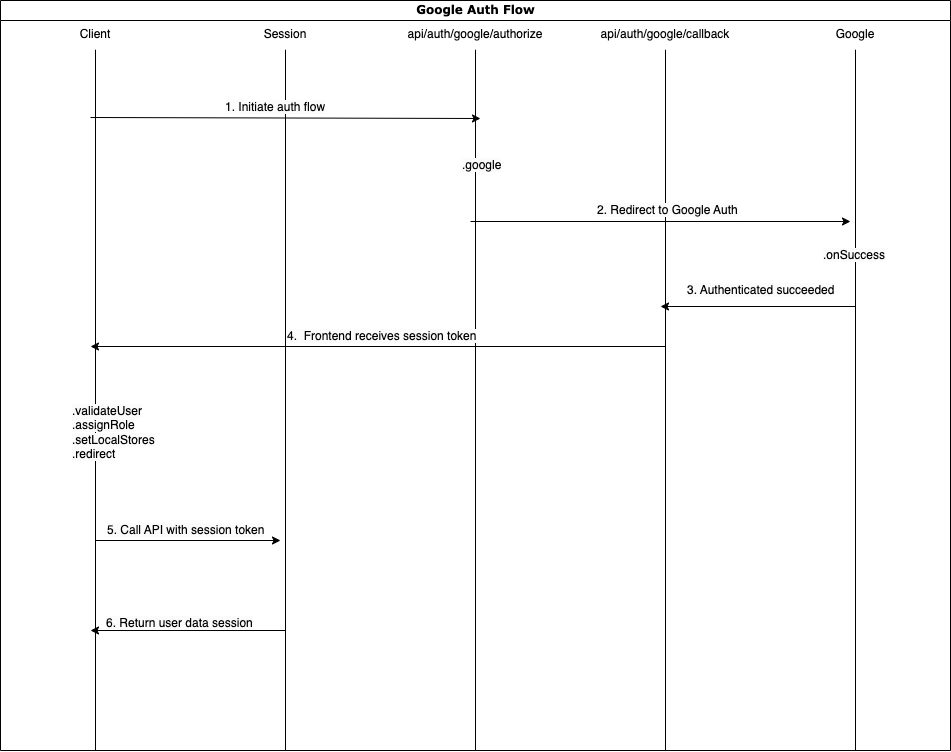 Google Auth Flow
Client
Session
api/auth/google/authorize
api/auth/google/callback
Google
1. Initiate auth flow
.google
2. Redirect to Google Auth
.onSuccess
3. Authenticated succeeded
4.  Frontend receives session token
.validateUser
.assignRole
.setLocalStores
.redirect
5. Call API with session token
6. Return user data session